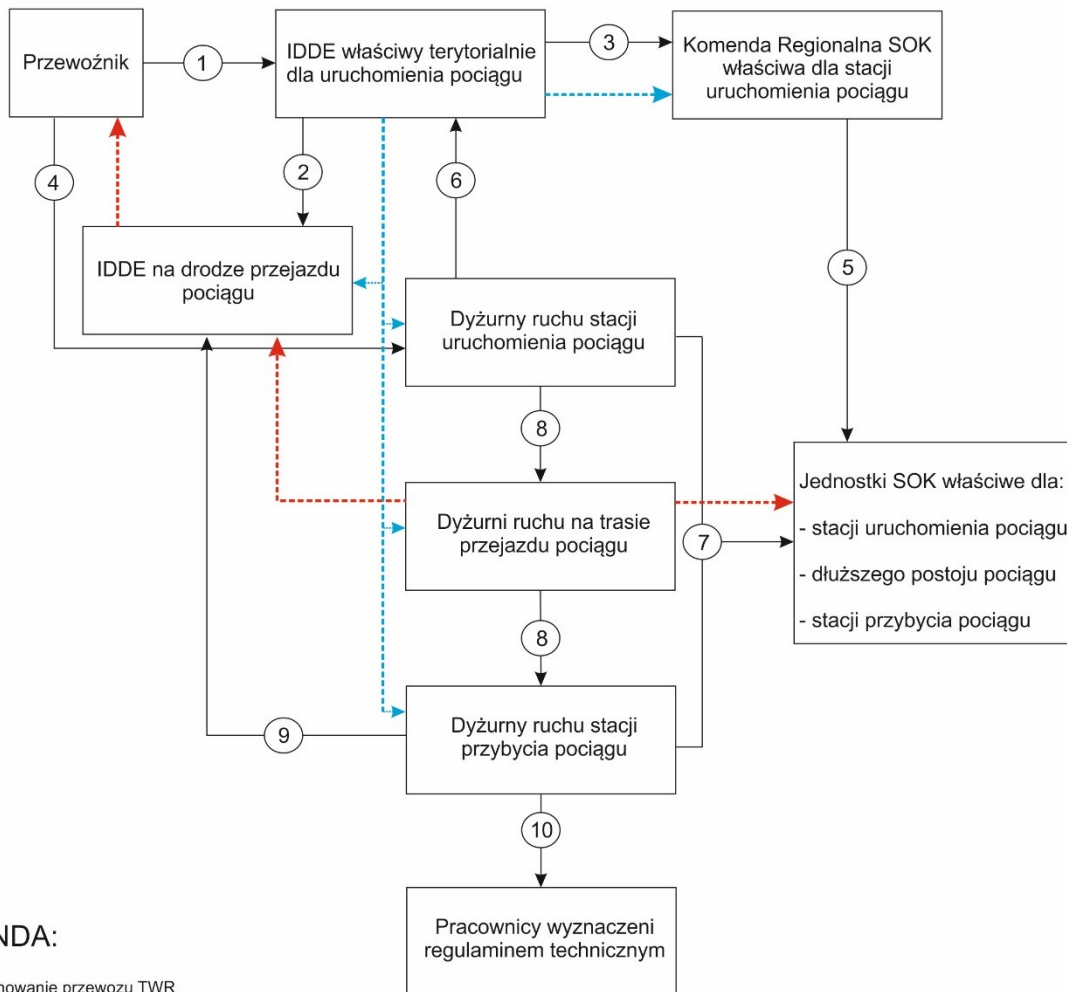 Przewoźnik
1
IDDE właściwy terytorialnie
dla uruchomienia pociągu
3
Komenda Regionalna SOK
właściwa dla stacji
uruchomienia pociągu
4
2
6
IDDE na drodze przejazdu
pociągu
5
Dyżurny ruchu stacji
uruchomienia pociągu
8
Dyżurni ruchu na trasie
przejazdu pociągu
7
Jednostki SOK właściwe dla:
- stacji uruchomienia pociągu
- dłuższego postoju pociągu
- stacji przybycia pociągu
8
Dyżurny ruchu stacji
przybycia pociągu
9
10
Pracownicy wyznaczeni
regulaminem technicznym
NDA:
przewozu TWR